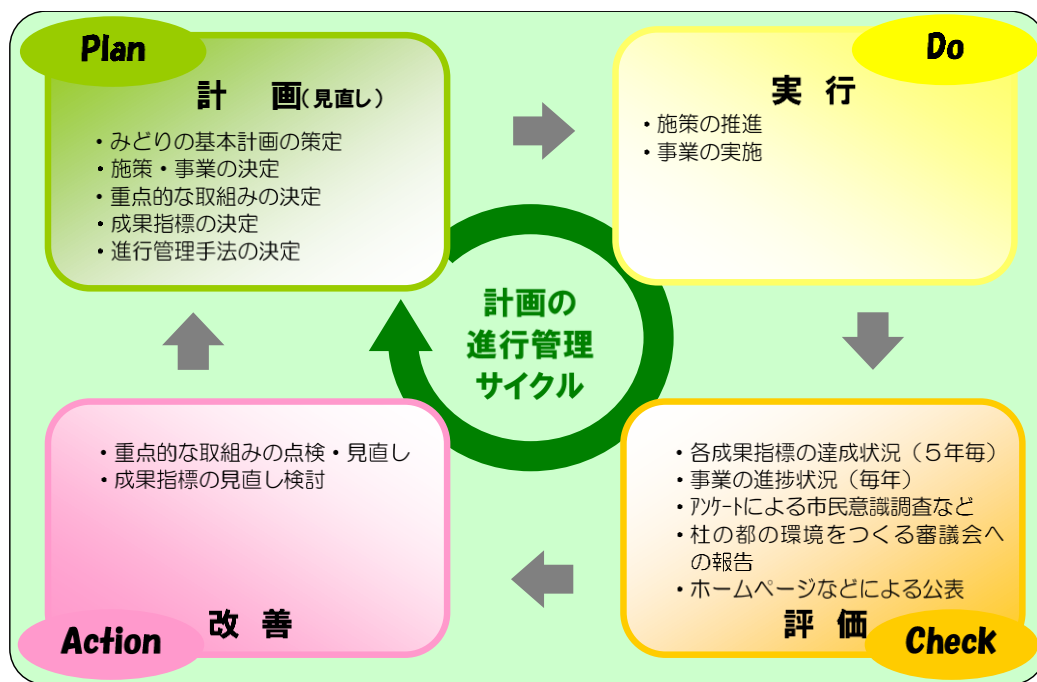 Plan
計 画(見直し)
・みどりの基本計画の策定
・施策・事業の決定
・重点的な取組みの決定
・成果指標の決定
・進行管理手法の決定
Do
実 行
・施策の推進
・事業の実施
計画の
進行管理
サイクル
・各成果指標の達成状況（５年毎）
・事業の進捗状況（毎年）
・ｱﾝｹｰﾄによる市民意識調査など
・杜の都の環境をつくる審議会へ
の報告
・ホームページなどによる公表
評 価
Check
・重点的な取組みの点検・見直し
・成果指標の見直し検討
改 善
Action